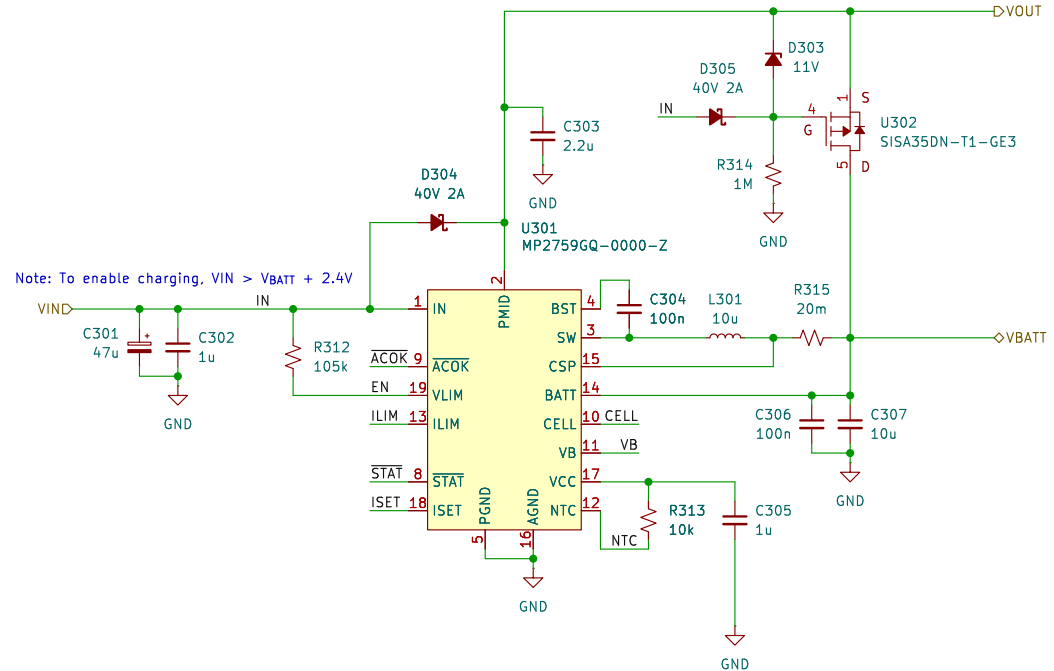 VOUT
D303
11V
D305
40V 2A
IN
1
S
4
G
U302
SISA35DN-T1-GE3
5
D
C303
2.2u
GND
R314
1M
GND
D304
40V 2A
U301
MP2759GQ-0000-Z
Note: To enable charging, VIN > VBATT + 2.4V
2
PMID
VIN
IN
1
IN
BST
4
C304
100n
L301
10u
R315
20m
VBATT
SW
3
C301
47u
+
C302
1u
GND
R312
105k
ACOK
9
ACOK
CSP
15
EN
19
VLIM
BATT
14
ILIM
13
ILIM
CELL
10
CELL
C306
100n
C307
10u
GND
VB
11
VB
STAT
8
STAT
VCC
17
ISET
18
ISET
NTC
12
NTC
R313
10k
C305
1u
PGND
5
AGND
16
GND
GND